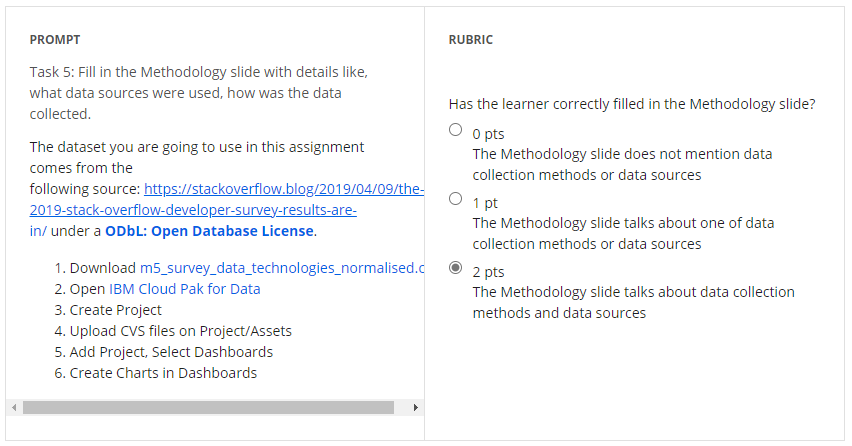 PROMPT
Task 5: Fill in the Methodology slide with details like,
what data sources were used, how was the data
collected.
The dataset you are going to use in this assignment
comes from the
following source: https://stackoverflow.blog/2019/04/09/the-
2019-stack-overflow-developer-survey-results-are-
in/ under a ODbL: Open Database License.
1. Download m5_survey_data_technologies_normalised.c
2. Open IBM Cloud Pak for Data
3. Create Project
4. Upload CVS files on Project/Assets
5. Add Project, Select Dashboards
6. Create Charts in Dashboards
RUBRIC
Has the learner correctly filled in the Methodology slide?
0 pts
The Methodology slide does not mention data
collection methods or data sources
1 pt
The Methodology slide talks about one of data
collection methods or data sources
2 pts
The Methodology slide talks about data collection
methods and data sources